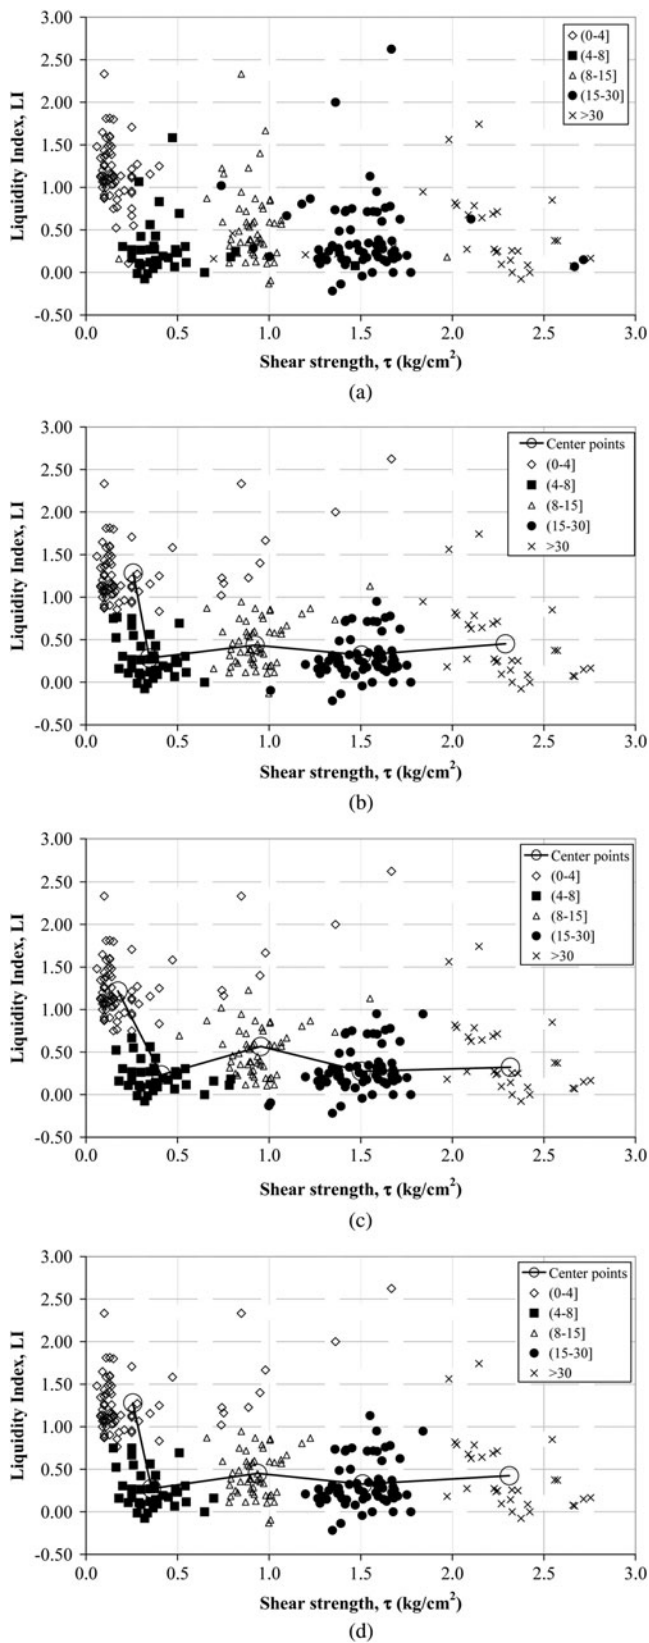 3.00
2.50
2.00
1.50
1.00
0.50
0.00
-0.50
Liquidity Index, LI
(0-4]
(4-8]
(8-15]
(15-30]
>30
0.0 0.5 1.0 1.5 2.0 2.5 3.0
Shear strength, τ (kg/cm²)
(a)
3.00
2.50
2.00
1.50
1.00
0.50
0.00
-0.50
Liquidity Index, LI
Center points
(0-4]
(4-8]
(8-15]
(15-30]
>30
0.0 0.5 1.0 1.5 2.0 2.5 3.0
Shear strength, τ (kg/cm²)
(b)
3.00
2.50
2.00
1.50
1.00
0.50
0.00
-0.50
Liquidity Index, LI
Center points
(0-4]
(4-8]
(8-15]
(15-30]
>30
0.0 0.5 1.0 1.5 2.0 2.5 3.0
Shear strength, τ (kg/cm²)
(c)
3.00
2.50
2.00
1.50
1.00
0.50
0.00
-0.50
Liquidity Index, LI
Center points
(0-4]
(4-8]
(8-15]
(15-30]
>30
0.0 0.5 1.0 1.5 2.0 2.5 3.0
Shear strength, τ (kg/cm²)
(d)